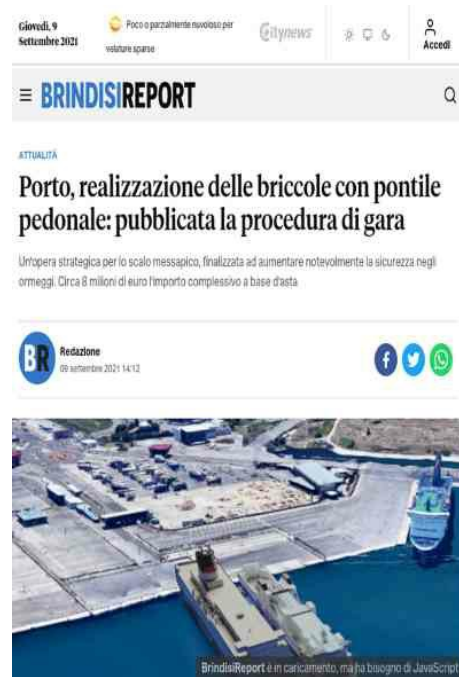 Giovedì, 9
Settembre 2021
Poco o parzialmente nuvoloso per
velature sparse
Citynews
Accedi
BRINDISIREPORT
ATTUALITÀ
Porto, realizzazione delle briccole con pontile
pedonale: pubblicata la procedura di gara
Un'opera strategica per lo scalo messapico, finalizzata ad aumentare notevolmente la sicurezza negli
ormeggi. Circa 8 milioni di euro l'importo complessivo a base d'asta
BR
Redazione
09 settembre 2021 14:12
BrindisiReport è in caricamento, ma ha bisogno di JavaScript